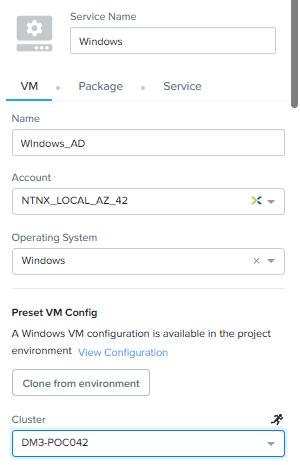 Service Name
Windows
VM
Package
Service
Name
WIndows_AD
Account
NTNX_LOCAL_AZ_42
Operating System
Windows
Preset VM Config
A Windows VM configuration is available in the project
environment View Configuration
Clone from environment
Cluster
DM3-POC042